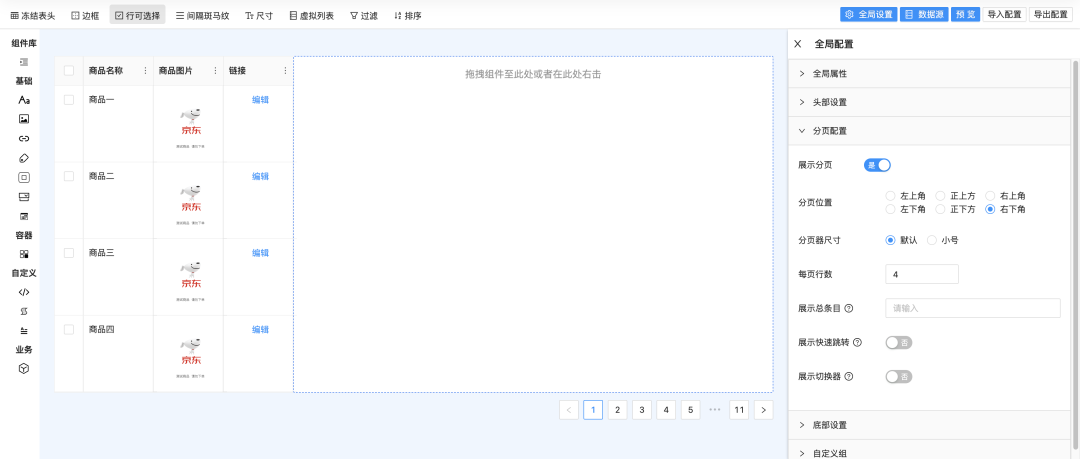 冻结表头 边框 行可选择 间隔斑马纹 尺寸 虚拟列表 过滤 排序 全局设置 数据源 预 览 导入配置 导出配置
组件库
基础
Aa
容器
自定义
业务
商品名称 商品图片 链接
拖拽组件至此处或者在此处右击
商品一 编辑
京东
商品二 编辑
京东
商品三 编辑
京东
商品四 编辑
京东
1 2 3 4 5 ••• 11
全局配置
全局属性
头部设置
分页配置
展示分页 是
分页位置 左上角 正上方 右上角
左下角 正下方 右下角
分页器尺寸 默认 小号
每页行数 4
展示总条目 请输入
展示快速跳转 否
展示切换器 否
底部设置
自定义组